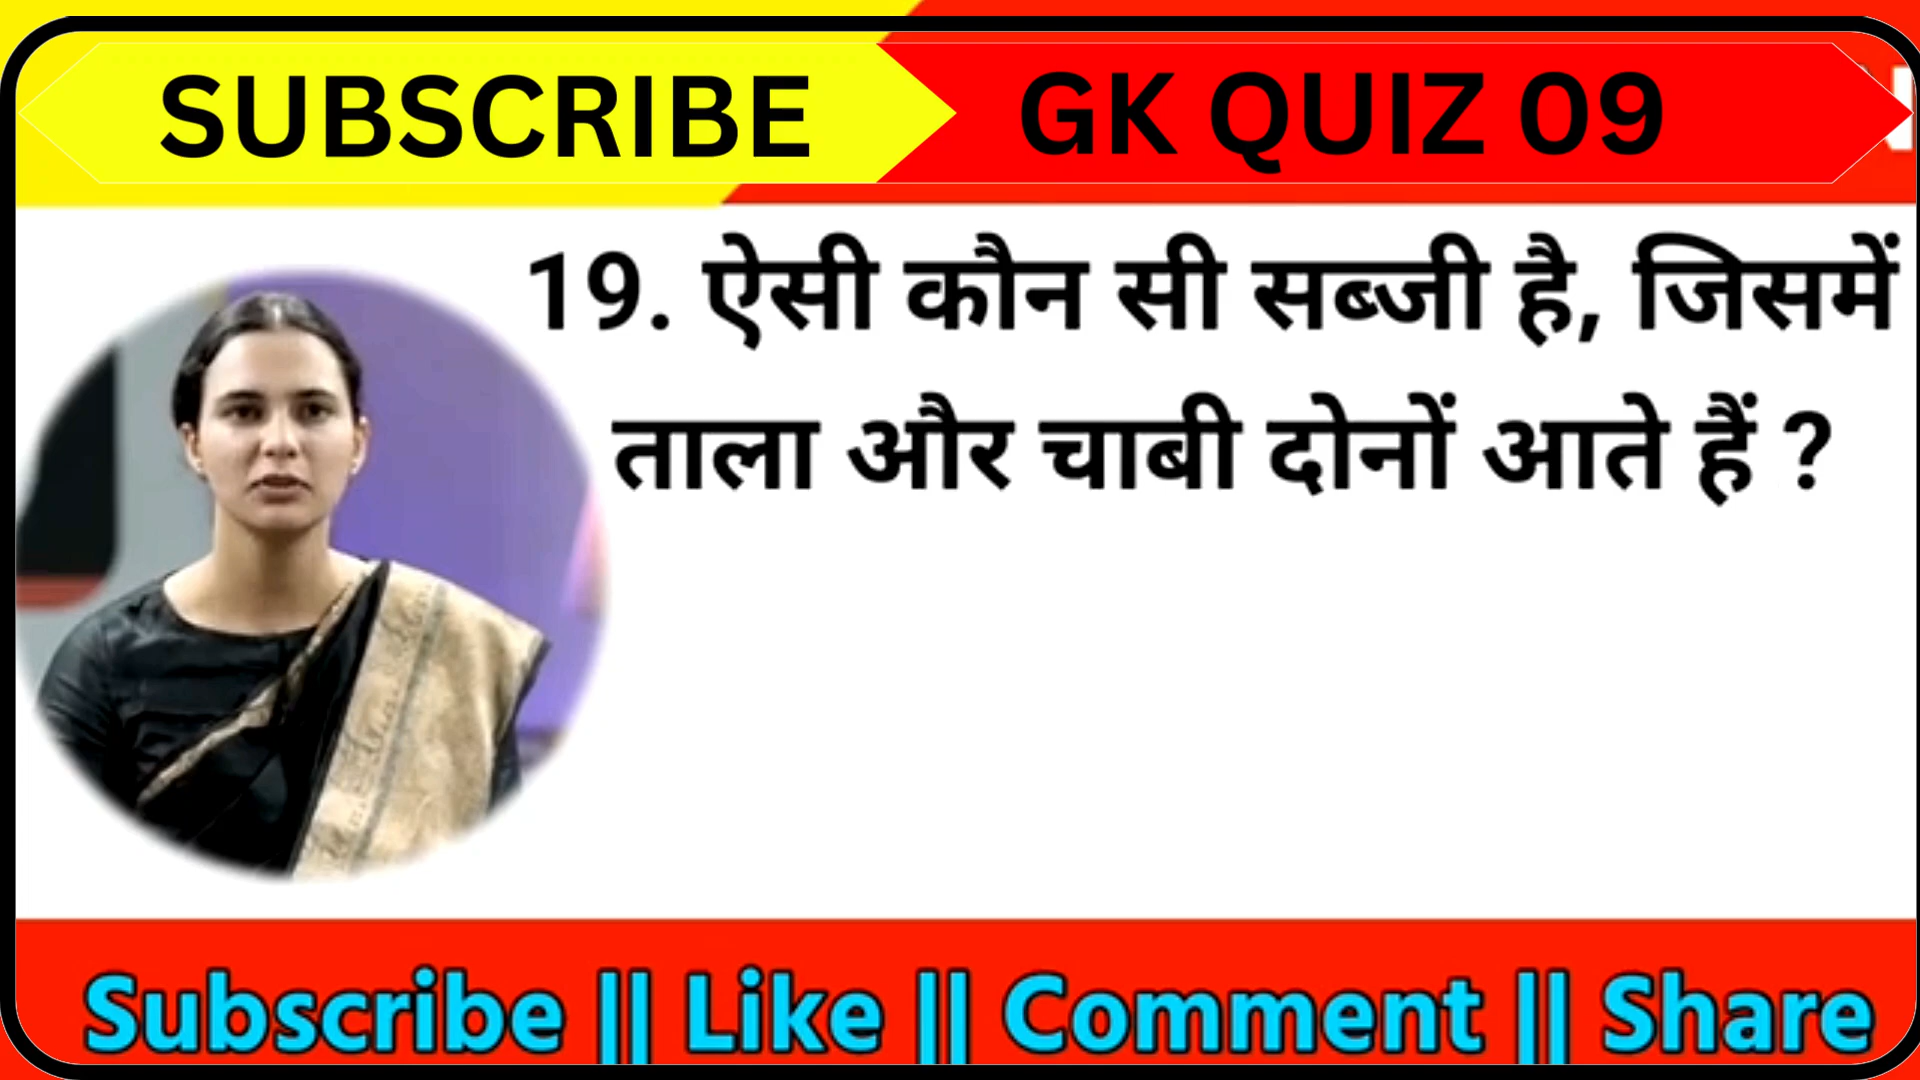 SUBSCRIBE
GK QUIZ 09
19. ऐसी कौन सी सब्जी है, जिसमें
ताला और चाबी दोनों आते हैं ?
Subscribe || Like || Comment || Share